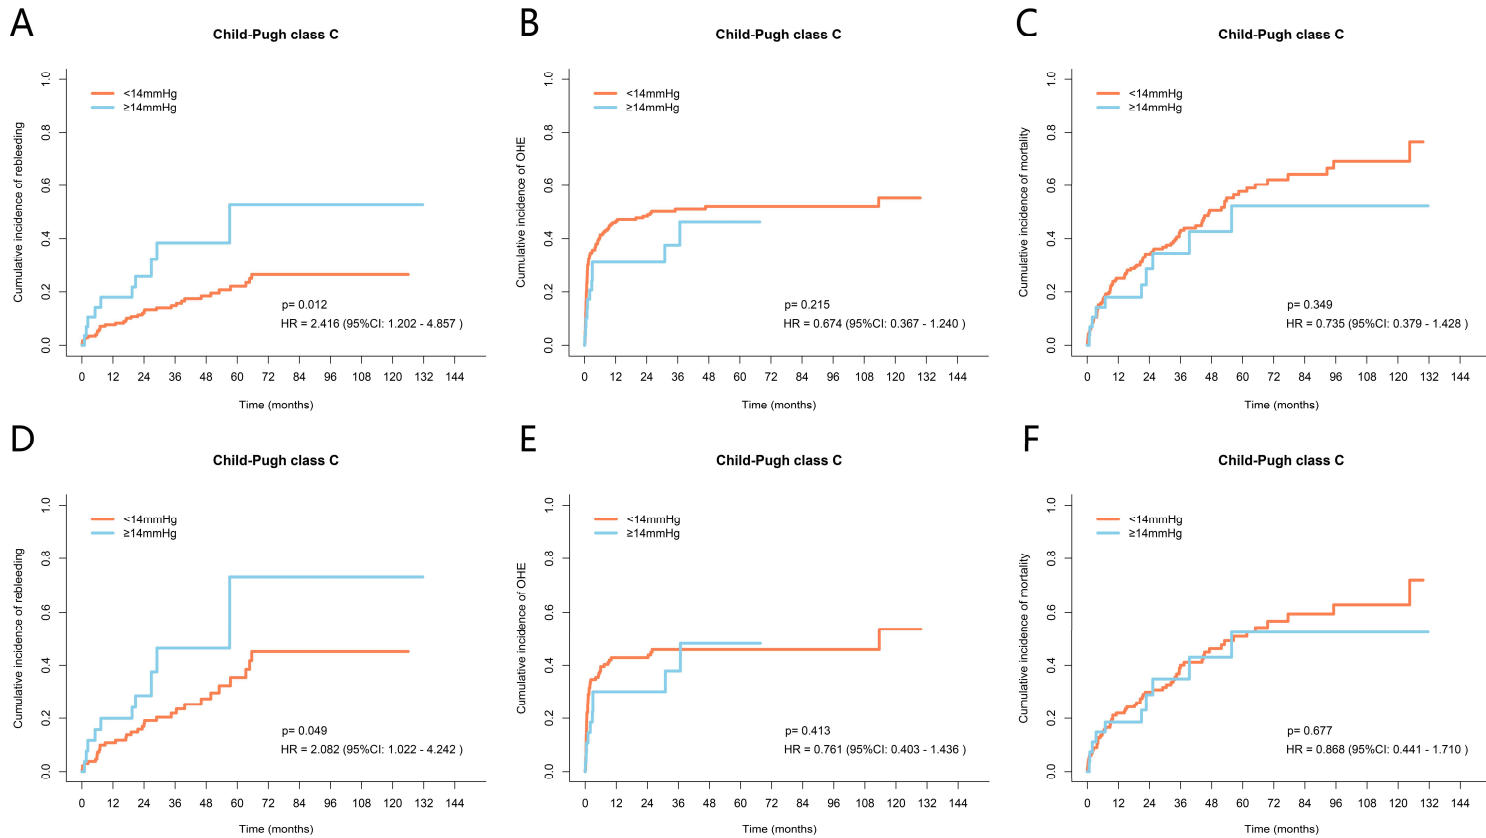 A
Child-Pugh class C
<14mmHg
≥14mmHg
Cumulative incidence of rebleeding
0.0 0.2 0.4 0.6 0.8 1.0
p= 0.012
HR = 2.416 (95%CI: 1.202 - 4.857 )
0 12 24 36 48 60 72 84 96 108 120 132 144
Time (months)
B
Child-Pugh class C
<14mmHg
≥14mmHg
Cumulative incidence of OHE
0.0 0.2 0.4 0.6 0.8 1.0
p= 0.215
HR = 0.674 (95%CI: 0.367 - 1.240 )
0 12 24 36 48 60 72 84 96 108 120 132 144
Time (months)
C
Child-Pugh class C
<14mmHg
≥14mmHg
Cumulative incidence of mortality
0.0 0.2 0.4 0.6 0.8 1.0
p= 0.349
HR = 0.735 (95%CI: 0.379 - 1.428 )
0 12 24 36 48 60 72 84 96 108 120 132 144
Time (months)
D
Child-Pugh class C
<14mmHg
≥14mmHg
Cumulative incidence of rebleeding
0.0 0.2 0.4 0.6 0.8 1.0
p= 0.049
HR = 2.082 (95%CI: 1.022 - 4.242 )
0 12 24 36 48 60 72 84 96 108 120 132 144
Time (months)
E
Child-Pugh class C
<14mmHg
≥14mmHg
Cumulative incidence of OHE
0.0 0.2 0.4 0.6 0.8 1.0
p= 0.413
HR = 0.761 (95%CI: 0.403 - 1.436 )
0 12 24 36 48 60 72 84 96 108 120 132 144
Time (months)
F
Child-Pugh class C
<14mmHg
≥14mmHg
Cumulative incidence of mortality
0.0 0.2 0.4 0.6 0.8 1.0
p= 0.677
HR = 0.868 (95%CI: 0.441 - 1.710 )
0 12 24 36 48 60 72 84 96 108 120 132 144
Time (months)